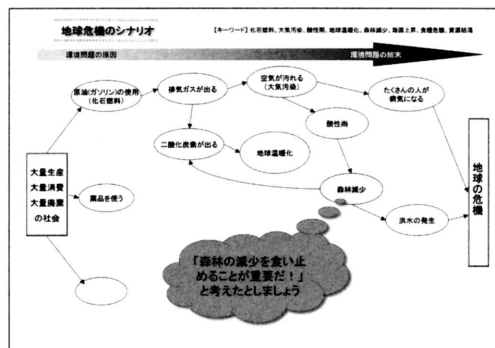 地球危機のシナリオ
【キーワード】化石燃料、大気汚染、酸性雨、地球温暖化、森林減少、海面上昇、食糧危機、資源枯渇
環境問題の原因
環境問題の結末
原油(ガソリン)の使用
(化石燃料)
排気ガスが出る
空気が汚れる
(大気汚染)
たくさんの人が
病気になる
酸性雨
二酸化炭素が出る
地球温暖化
大量生産
大量消費
大量廃棄
の社会
薬品を使う
森林減少
洪水の発生
地球の危機
「森林の減少を食い止
めることが重要だ！」
と考えたとしましょう